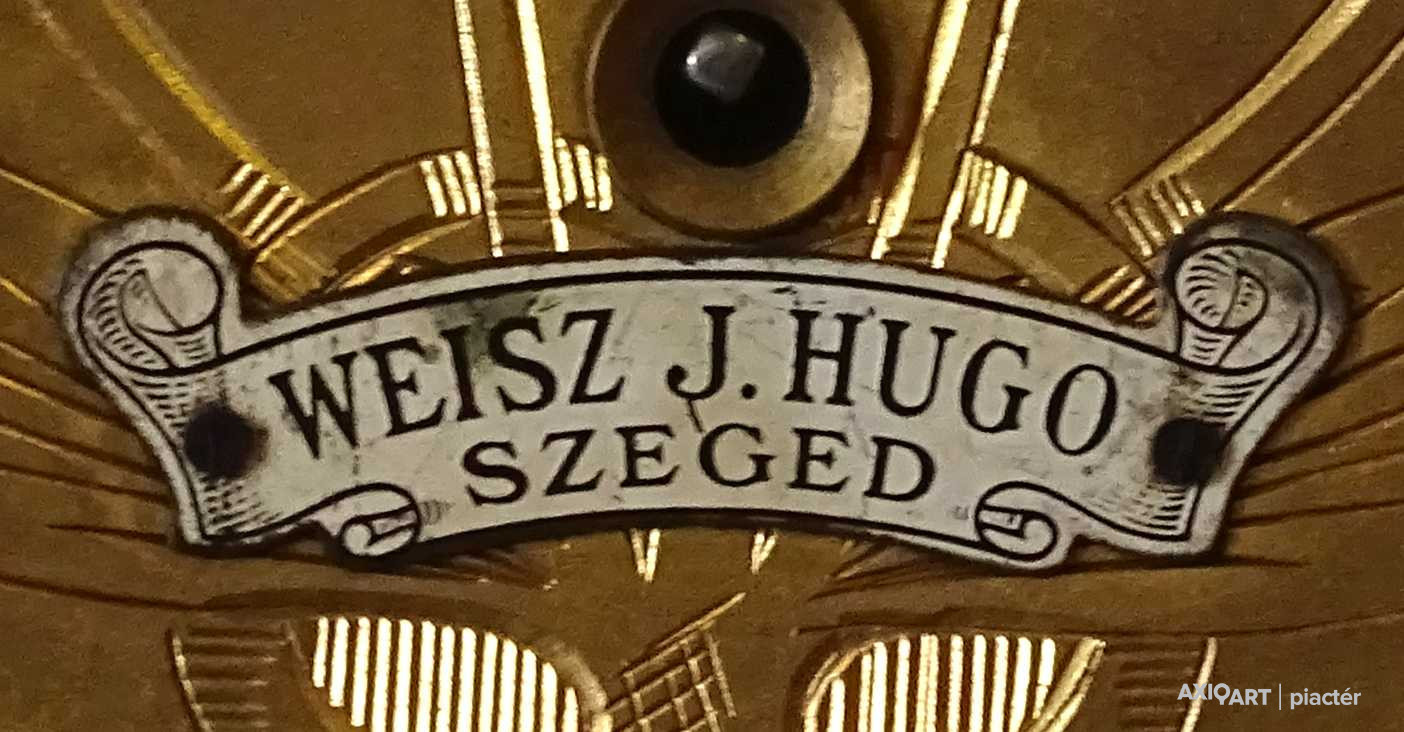 WEISZ J. HUGO
SZEGED
AXIOART | piactér